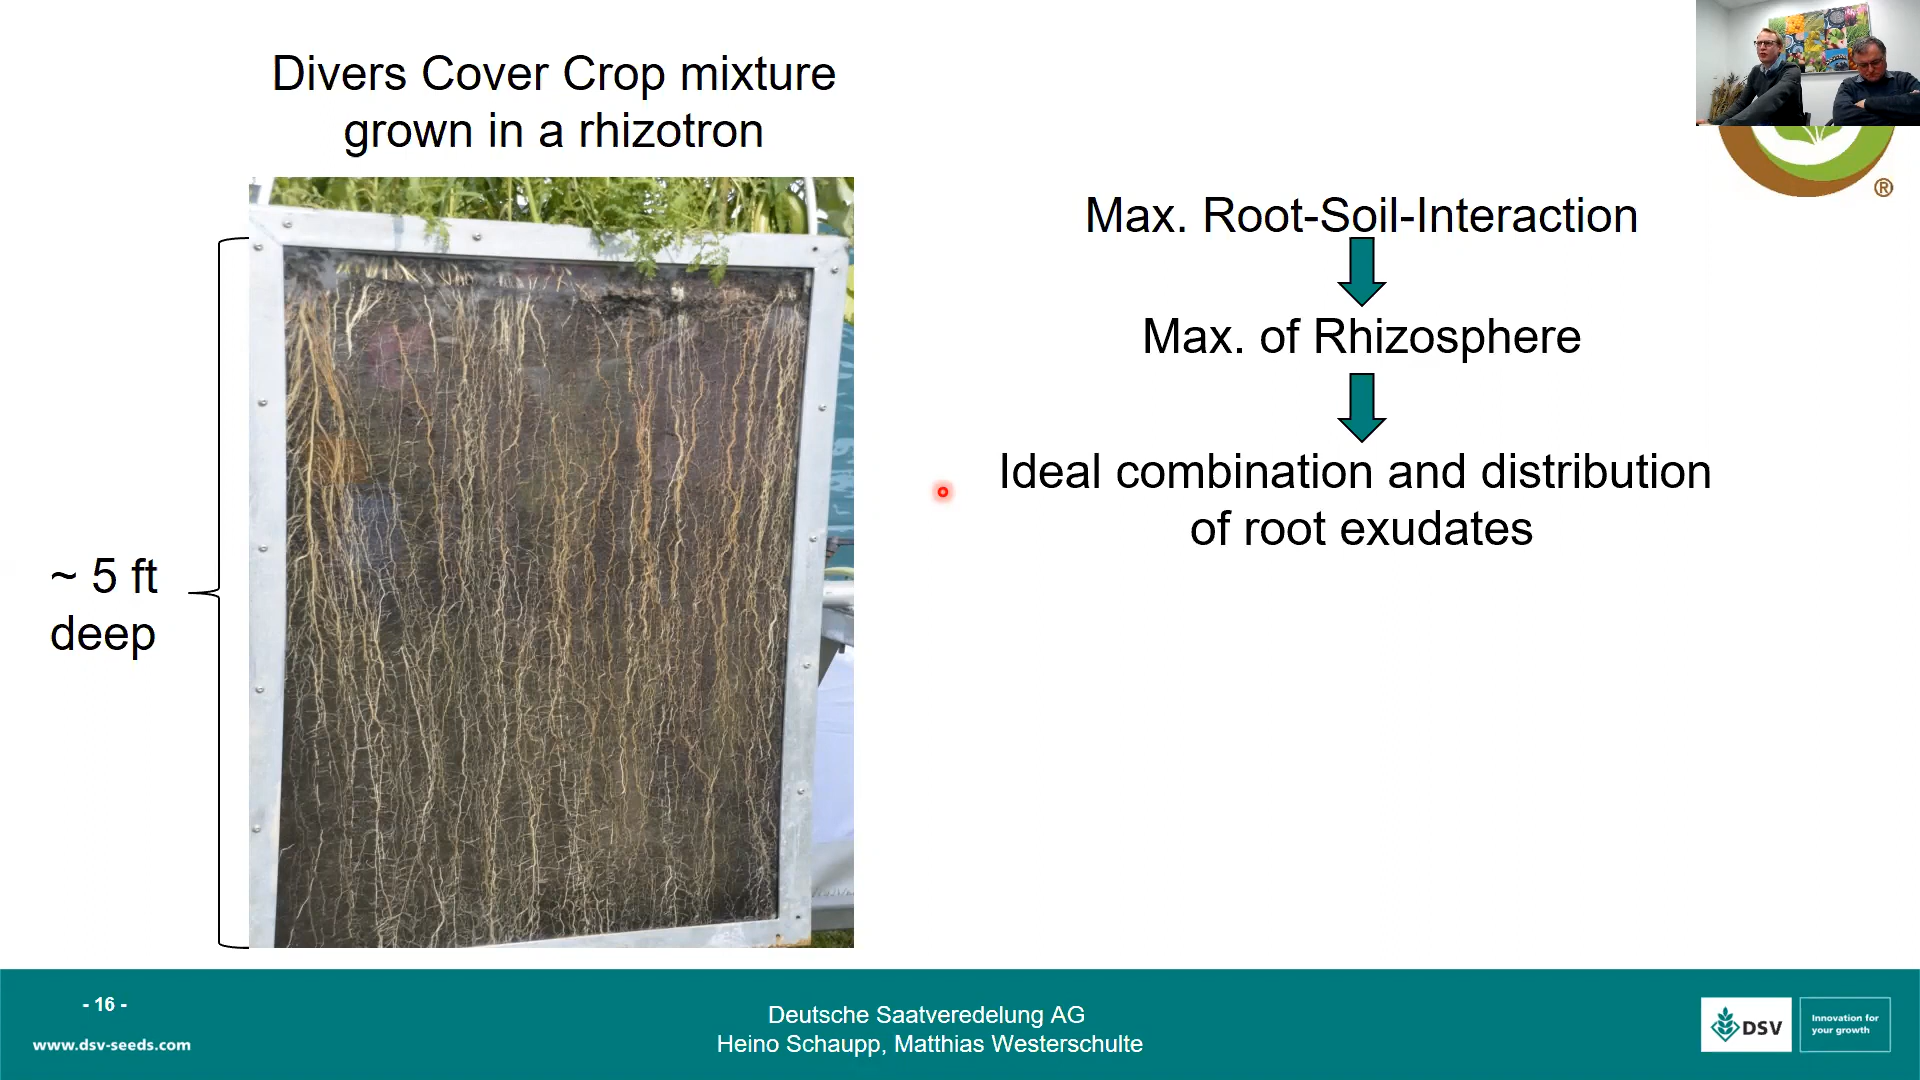 Divers Cover Crop mixture
grown in a rhizotron
~ 5 ft
deep
Max. Root-Soil-Interaction
Max. of Rhizosphere
Ideal combination and distribution
of root exudates
®
- 16 -
www.dsv-seeds.com
Deutsche Saatveredelung AG
Heino Schaupp, Matthias Westerschulte
DSV
Innovation for
your growth